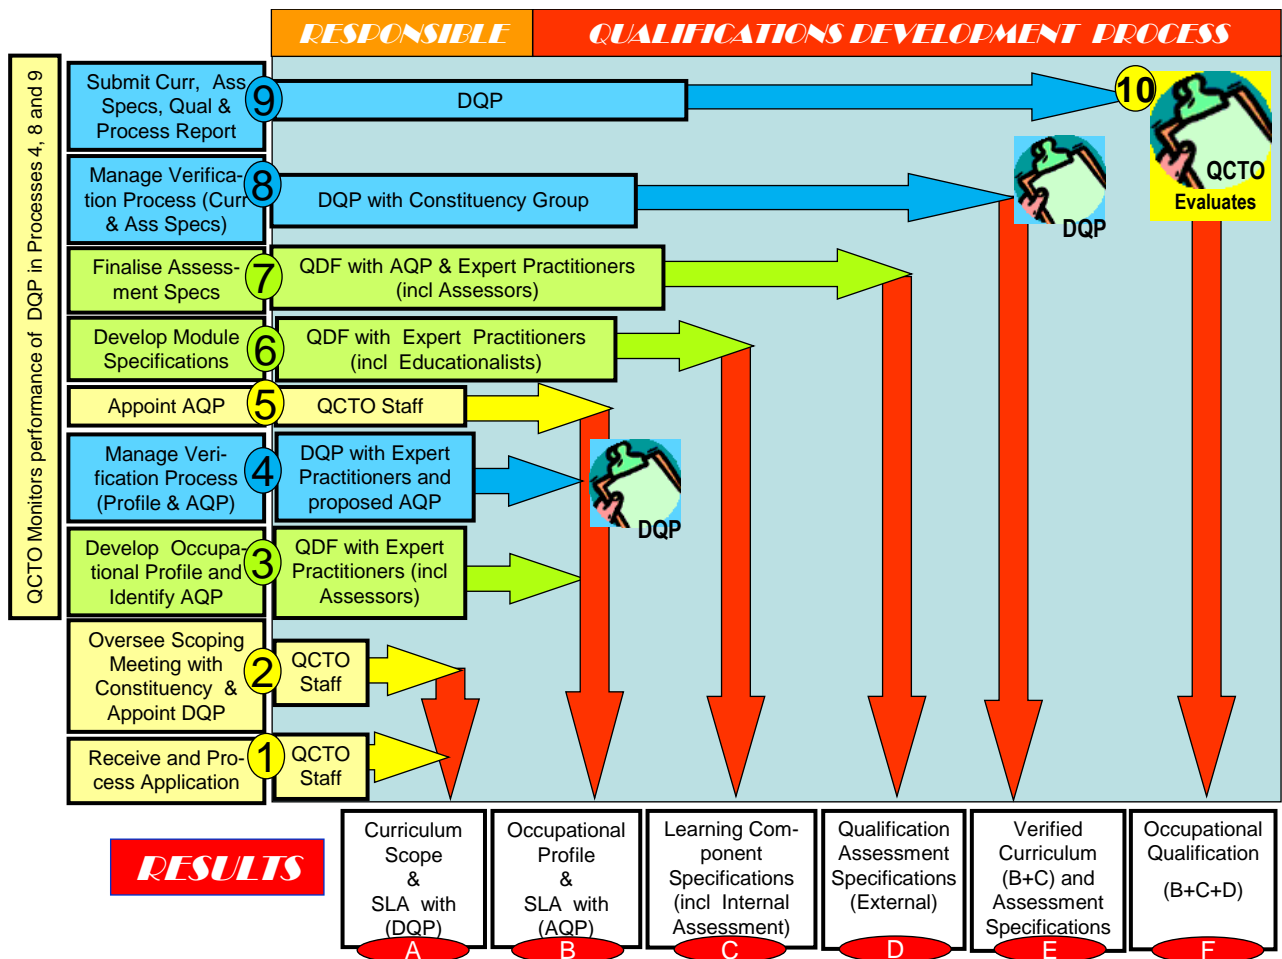 RESPONSIBLE
QUALIFICATIONS DEVELOPMENT PROCESS
QCTO Monitors performance of DQP in Processes 4, 8 and 9
Submit Curr, Ass
Specs, Qual &
Process Report
9
DQP
10
QCTO
Evaluates
Manage Verifica-
tion Process (Curr
& Ass Specs)
8
DQP with Constituency Group
DQP
Finalise Assess-
ment Specs
7
QDF with AQP & Expert Practitioners
(incl Assessors)
Develop Module
Specifications
6
QDF with Expert Practitioners
(incl Educationalists)
Appoint AQP
5
QCTO Staff
Manage Veri-
fication Process
(Profile & AQP)
4
DQP with Expert
Practitioners and
proposed AQP
DQP
Develop Occupa-
tional Profile and
Identify AQP
3
QDF with Expert
Practitioners (incl
Assessors)
Oversee Scoping
Meeting with
Constituency &
Appoint DQP
2
QCTO
Staff
Receive and Pro-
cess Application
1
QCTO
Staff
RESULTS
Curriculum
Scope
&
SLA with
(DQP)
A
Occupational
Profile
&
SLA with
(AQP)
B
Learning Com-
ponent
Specifications
(incl Internal
Assessment)
C
Qualification
Assessment
Specifications
(External)
D
Verified
Curriculum
(B+C) and
Assessment
Specifications
E
Occupational
Qualification
(B+C+D)
F